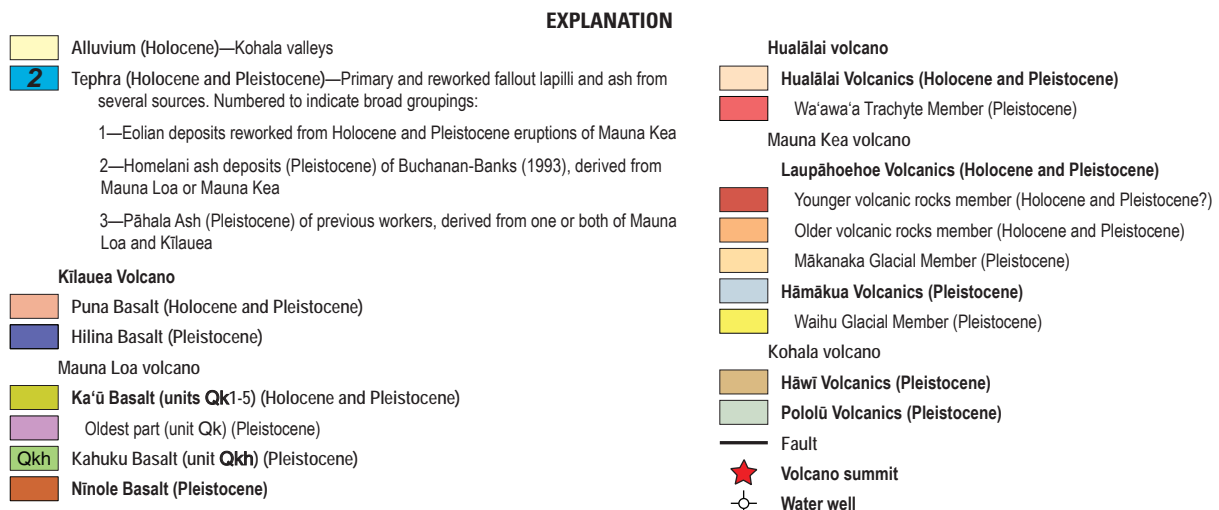 EXPLANATION
Alluvium (Holocene)—Kohala valleys
2 Tephra (Holocene and Pleistocene)—Primary and reworked fallout lapilli and ash from
several sources. Numbered to indicate broad groupings:
1—Eolian deposits reworked from Holocene and Pleistocene eruptions of Mauna Kea
2—Homelani ash deposits (Pleistocene) of Buchanan-Banks (1993), derived from
Mauna Loa or Mauna Kea
3—Pāhala Ash (Pleistocene) of previous workers, derived from one or both of Mauna
Loa and Kīlauea
Kīlauea Volcano
Puna Basalt (Holocene and Pleistocene)
Hilina Basalt (Pleistocene)
Mauna Loa volcano
Kaʻū Basalt (units Qk1-5) (Holocene and Pleistocene)
Oldest part (unit Qk) (Pleistocene)
Qkh Kahuku Basalt (unit Qkh) (Pleistocene)
Nīnole Basalt (Pleistocene)
Hualālai volcano
Hualālai Volcanics (Holocene and Pleistocene)
Waʻawaʻa Trachyte Member (Pleistocene)
Mauna Kea volcano
Laupāhoehoe Volcanics (Holocene and Pleistocene)
Younger volcanic rocks member (Holocene and Pleistocene?)
Older volcanic rocks member (Holocene and Pleistocene)
Mākanaka Glacial Member (Pleistocene)
Hāmākua Volcanics (Pleistocene)
Waihu Glacial Member (Pleistocene)
Kohala volcano
Hāwī Volcanics (Pleistocene)
Pololū Volcanics (Pleistocene)
Fault
Volcano summit
Water well